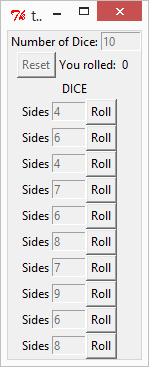 t...
Number of Dice: 10
Reset You rolled: 0
DICE
Sides 4 Roll
Sides 6 Roll
Sides 4 Roll
Sides 7 Roll
Sides 6 Roll
Sides 8 Roll
Sides 7 Roll
Sides 9 Roll
Sides 6 Roll
Sides 8 Roll